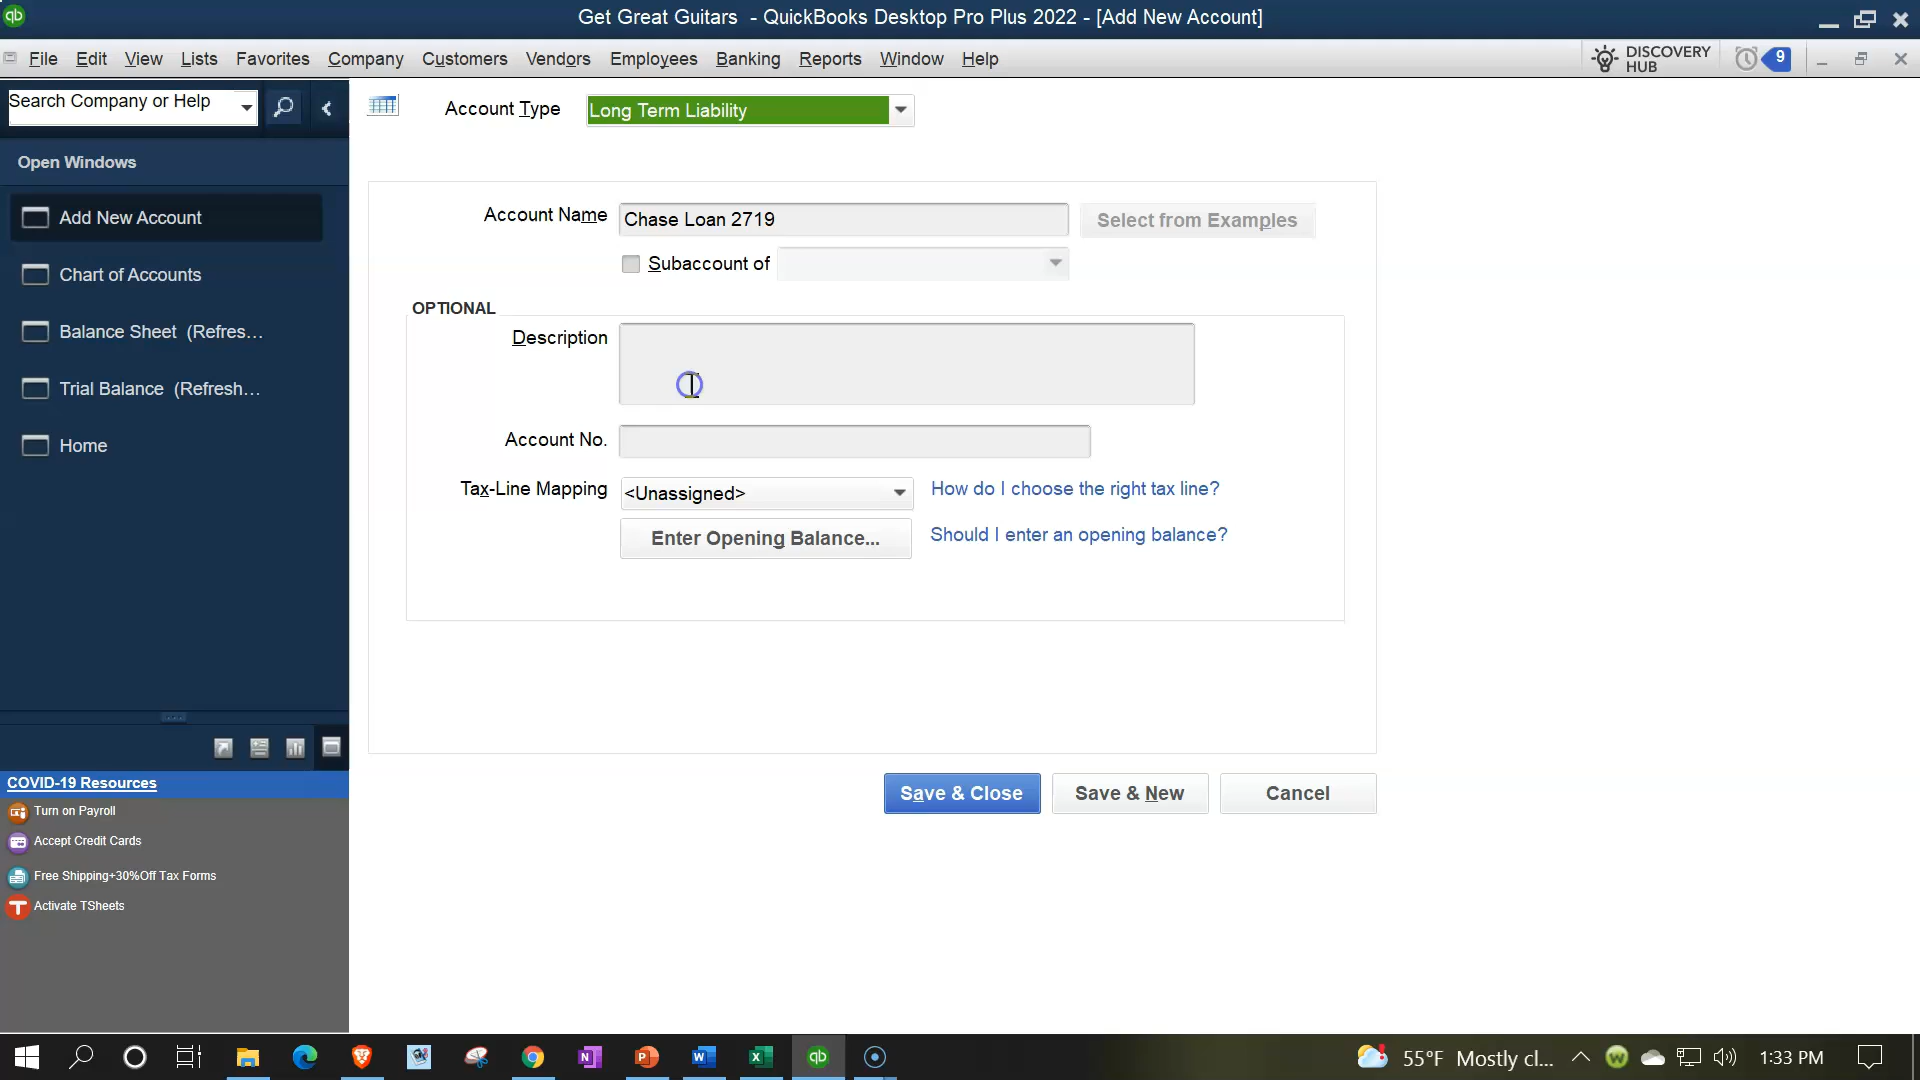 qb
Get Great Guitars - QuickBooks Desktop Pro Plus 2022 - [Add New Account]
File Edit View Lists Favorites Company Customers Vendors Employees Banking Reports Window Help
DISCOVERY
HUB
9
Search Company or Help
Account Type
Long Term Liability
Open Windows
Add New Account
Account Name
Chase Loan 2719
Select from Examples
Subaccount of
Chart of Accounts
OPTIONAL
Balance Sheet (Refres...
Description
Trial Balance (Refresh...
Account No.
Home
Tax-Line Mapping
<Unassigned>
How do I choose the right tax line?
Enter Opening Balance...
Should I enter an opening balance?
COVID-19 Resources
Save & Close
Save & New
Cancel
Turn on Payroll
Accept Credit Cards
Free Shipping+30%Off Tax Forms
T
Activate TSheets
N
P
W
X
qb
55°F Mostly cl...
W
1:33 PM